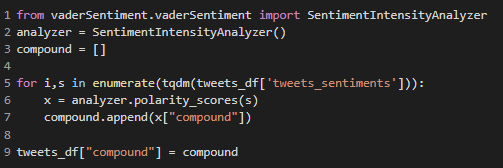 1 from vaderSentiment.vaderSentiment import SentimentIntensityAnalyzer
2 analyzer = SentimentIntensityAnalyzer()
3 compound = []
4
5 for i,s in enumerate(tqdm(tweets_df['tweets_sentiments'])):
6     x = analyzer.polarity_scores(s)
7     compound.append(x["compound"])
8
9 tweets_df["compound"] = compound